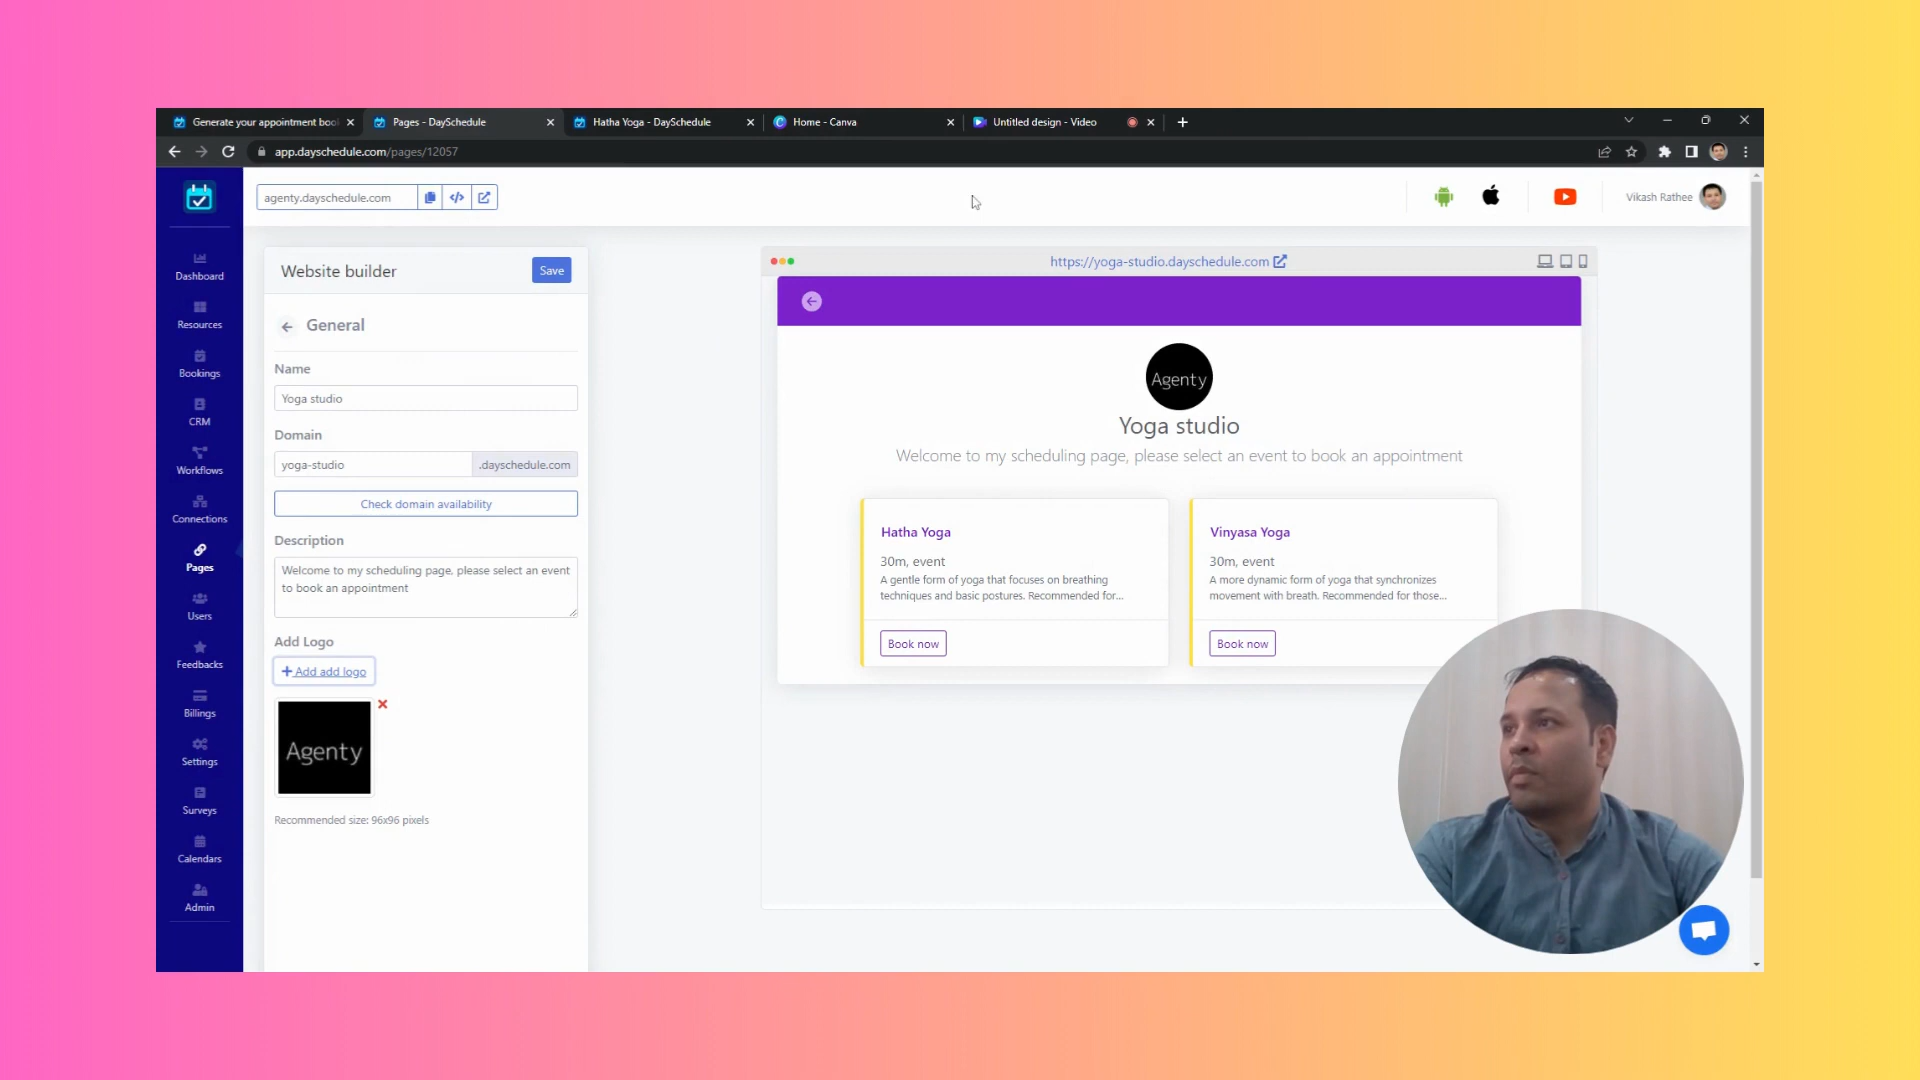 Generate your appointment boo
Pages - DaySchedule
Hatha Yoga - DaySchedule
Home - Canva
Untitled design - Video
app.dayschedule.com/pages/12057
agenty.dayschedule.com
Vikash Rathee
Dashboard
Resources
Bookings
CRM
Workflows
Connections
Pages
Users
Feedbacks
Billings
Settings
Surveys
Calendars
Admin
Website builder
Save
General
Name
Yoga studio
Domain
yoga-studio
.dayschedule.com
Check domain availability
Description
Welcome to my scheduling page, please select an event
to book an appointment
Add Logo
+ Add add logo
Agenty
Recommended size: 96x96 pixels
https://yoga-studio.dayschedule.com
Agenty
Yoga studio
Welcome to my scheduling page, please select an event to book an appointment
Hatha Yoga
30m, event
A gentle form of yoga that focuses on breathing
techniques and basic postures. Recommended for...
Book now
Vinyasa Yoga
30m, event
A more dynamic form of yoga that synchronizes
movement with breath. Recommended for those...
Book now